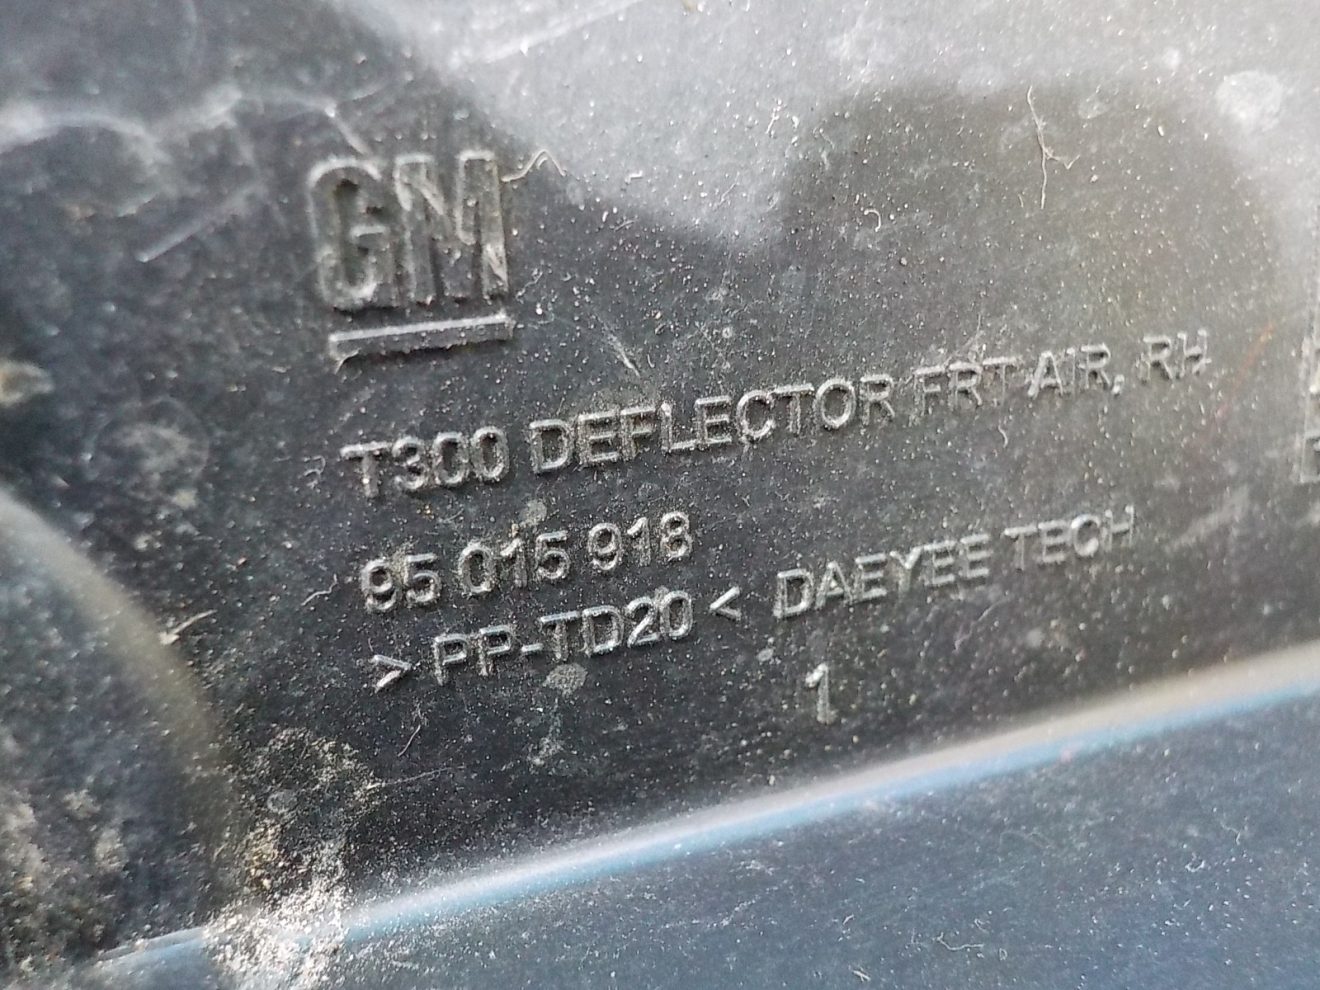 GM
T300 DEFLECTOR FRT AIR, RH
95 015 918
> PP-TD20 < DAEYEE TECH
1